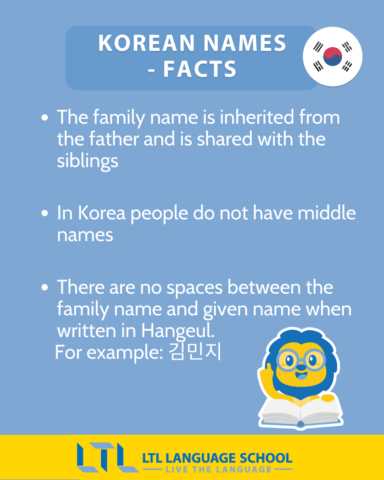 KOREAN NAMES
- FACTS
• The family name is inherited from
the father and is shared with the
siblings
• In Korea people do not have middle
names
• There are no spaces between the
family name and given name when
written in Hangeul.
For example: 김민지
LTL LTL LANGUAGE SCHOOL
LIVE THE LANGUAGE